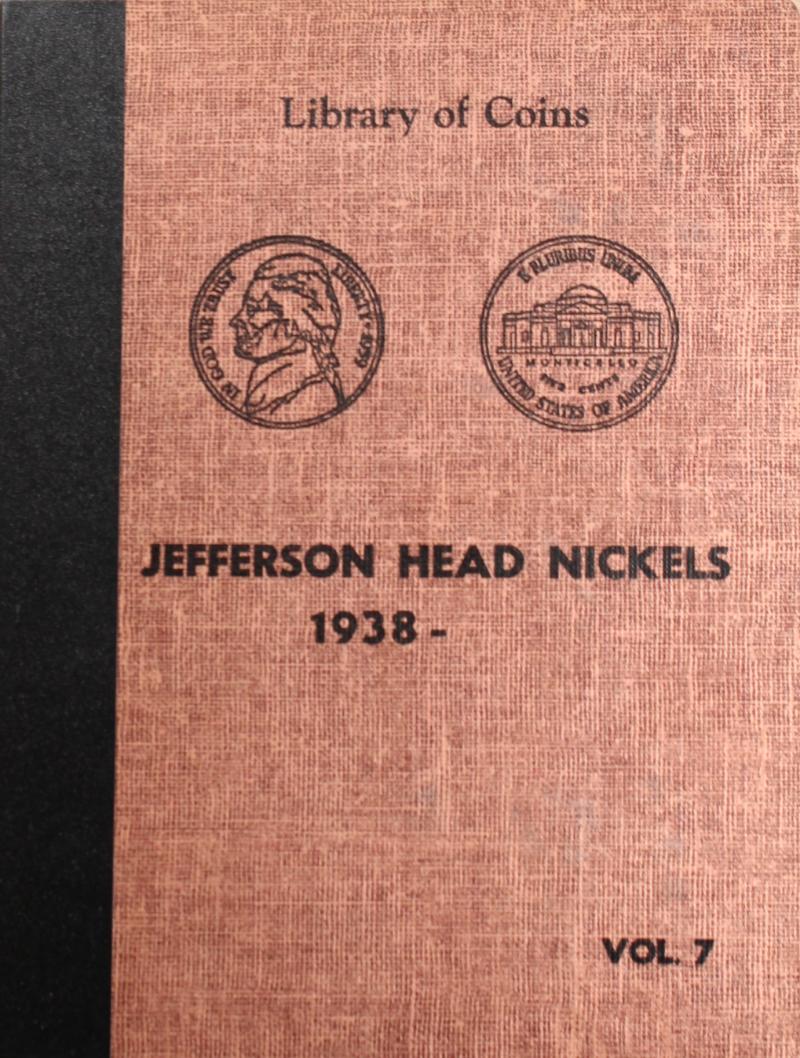 Library of Coins
IN GOD WE TRUST
LIBERTY
E PLURIBUS UNUM
MONTICELLO
FIVE CENTS
UNITED STATES OF AMERICA
JEFFERSON HEAD NICKELS
1938-
VOL. 7